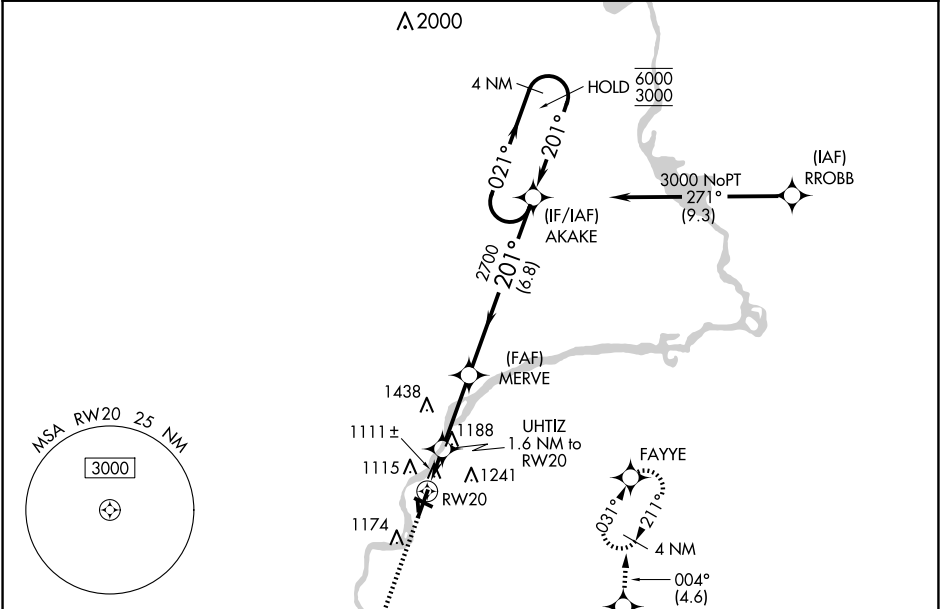 2000
4 NM
HOLD
6000
3000
201°
021°
(IAF)
RROBB
3000 NoPT
271°
(9.3)
(IF/IAF)
AKAKE
2700
201°
(6.8)
(FAF)
MERVE
1438
1188
1111 ±
UHTIZ
1.6 NM to
RW20
1115
1241
RW20
1174
MSA RW20 25 NM
3000
FAYYE
031°
211°
4 NM
004°
(4.6)